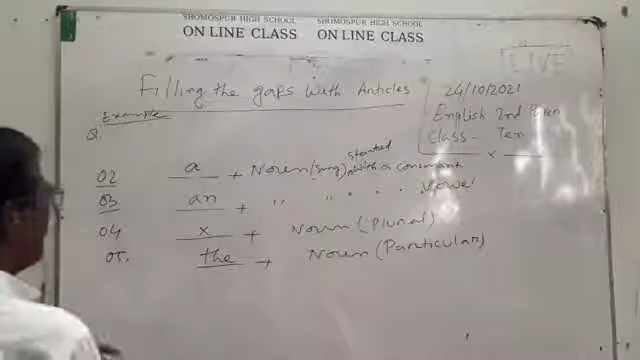 SHOMOSPUR HIGH SCHOOL SHOMOSPUR HIGH SCHOOL
ON LINE CLASS ON LINE CLASS
LIVE
Filling the gaps with Articles
24/10/2021
English 2nd Paper
Class - Ten
×
Example
Q.
02 a + Noun (sing) started with a consonant
03 an + " " " " " Vowel
04 x + Noun (Plural)
05. the + Noun (Particular)